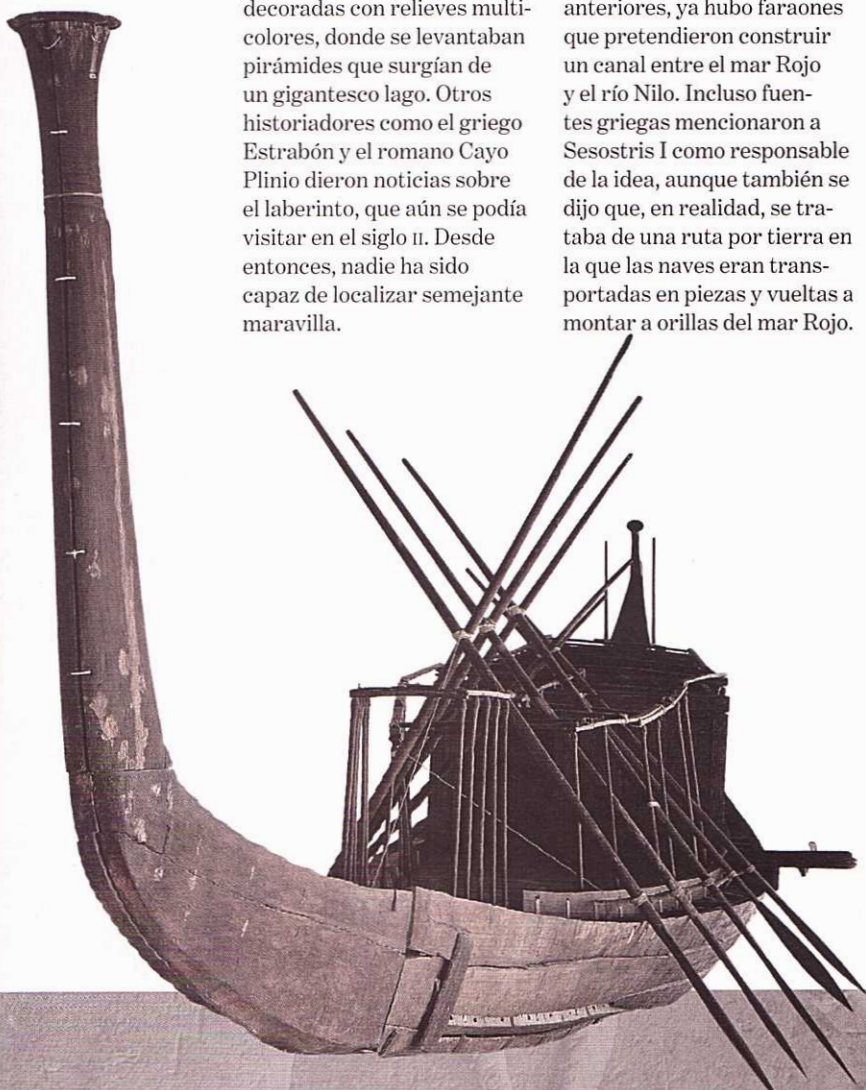 decoradas con relieves multi-
colores, donde se levantaban
pirámides que surgían de
un gigantesco lago. Otros
historiadores como el griego
Estrabón y el romano Cayo
Plinio dieron noticias sobre
el laberinto, que aún se podía
visitar en el siglo II. Desde
entonces, nadie ha sido
capaz de localizar semejante
maravilla.
anteriores, ya hubo faraones
que pretendieron construir
un canal entre el mar Rojo
y el río Nilo. Incluso fuen-
tes griegas mencionaron a
Sesostris I como responsable
de la idea, aunque también se
dijo que, en realidad, se tra-
taba de una ruta por tierra en
la que las naves eran trans-
portadas en piezas y vueltas a
montar a orillas del mar Rojo.